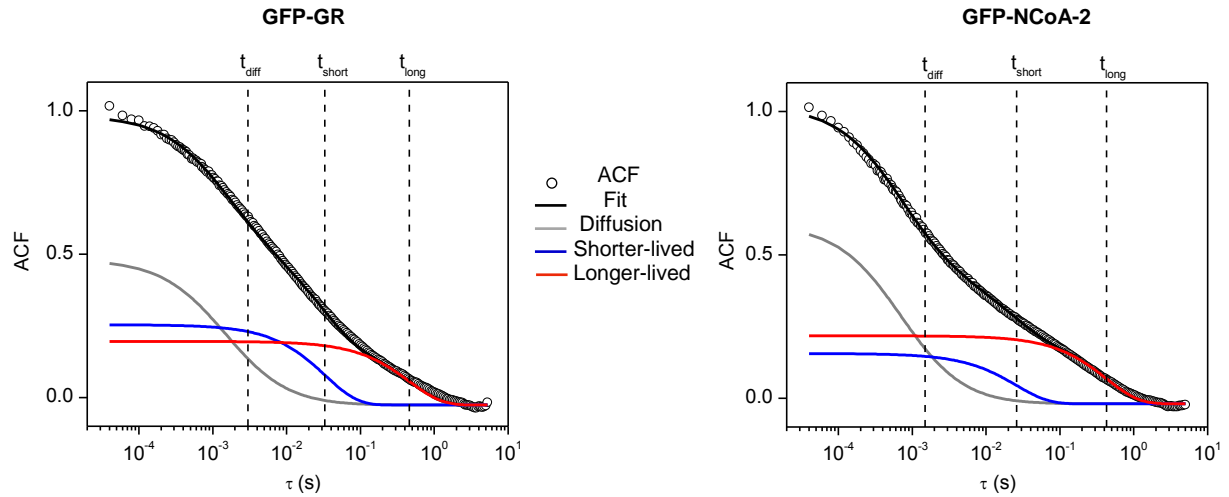 GFP-GR
GFP-NCoA-2
t_diff t_short t_long
t_diff t_short t_long
1.0
0.5
0.0
ACF
10^-4 10^-3 10^-2 10^-1 10^0 10^1
τ (s)
ACF
Fit
Diffusion
Shorter-lived
Longer-lived
1.0
0.5
0.0
ACF
10^-4 10^-3 10^-2 10^-1 10^0 10^1
τ (s)